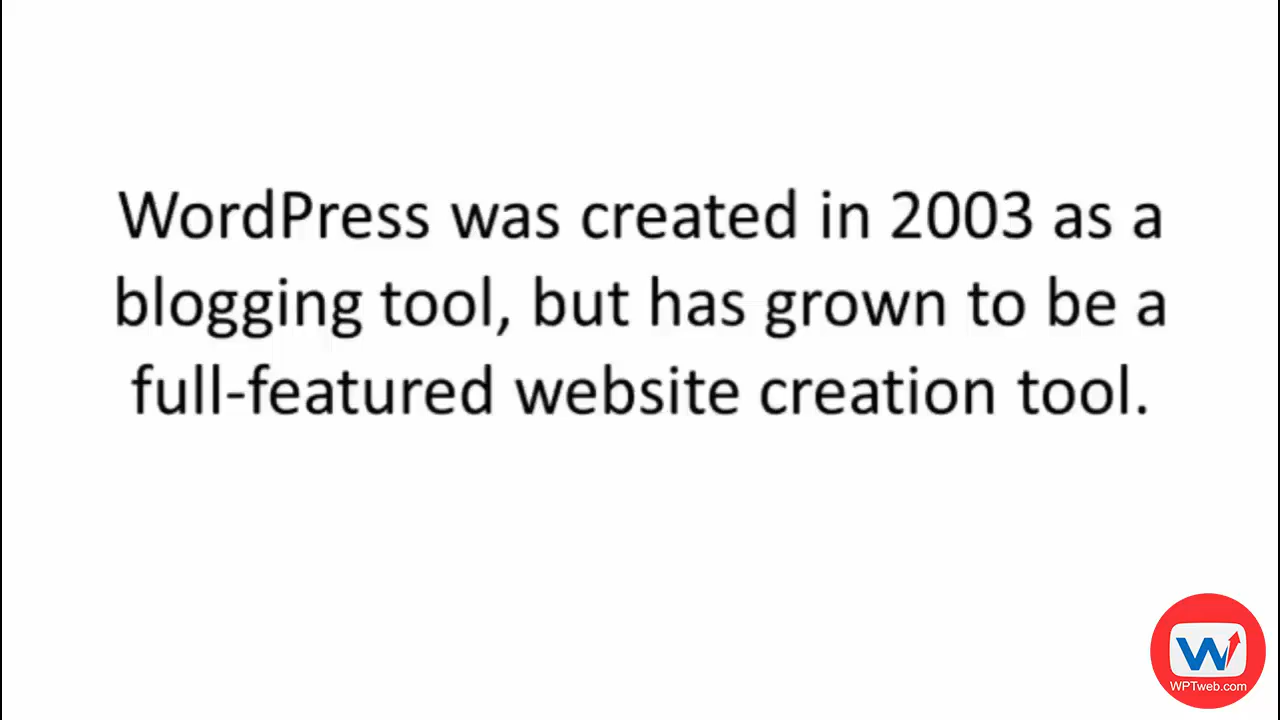 WordPress was created in 2003 as a
blogging tool, but has grown to be a
full-featured website creation tool.
W
WPTweb.com